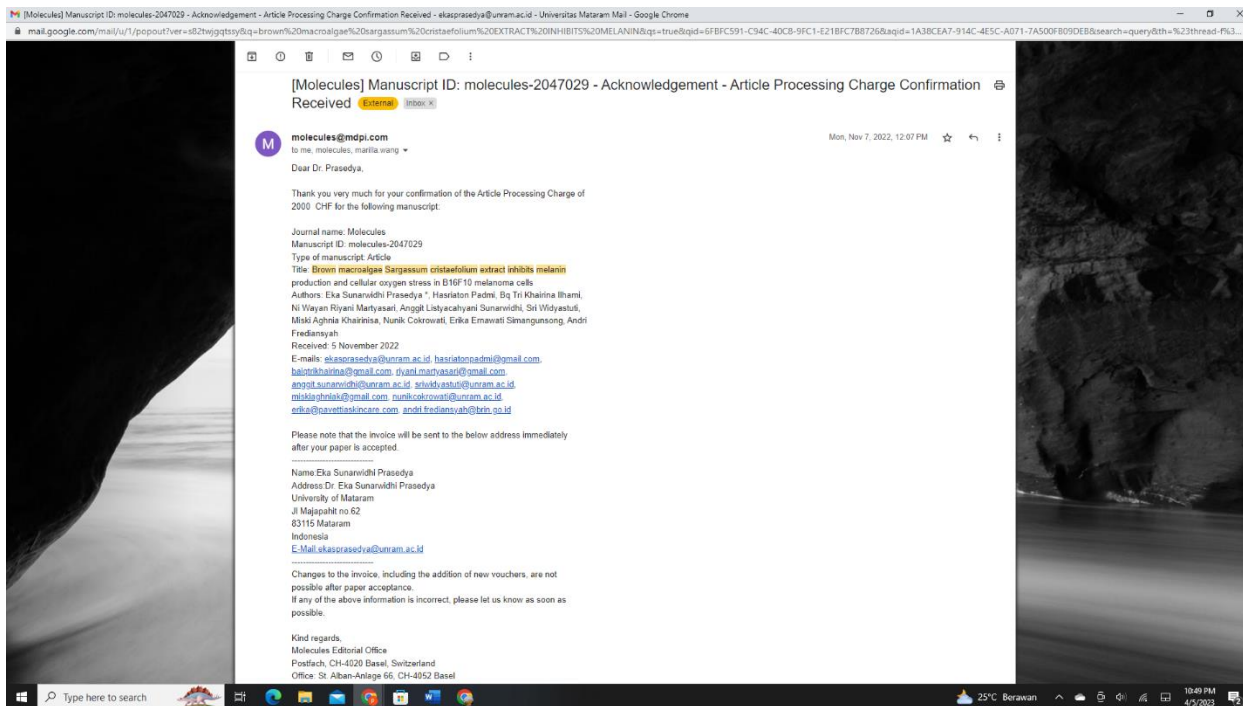 [Molecules] Manuscript ID: molecules-2047029 - Acknowledgement - Article Processing Charge Confirmation Received - ekasprasedya@unram.ac.id - Universitas Mataram Mail - Google Chrome
[Molecules] Manuscript ID: molecules-2047029 - Acknowledgement - Article Processing Charge Confirmation
Received External Inbox ×
molecules@mdpi.com
Mon, Nov 7, 2022, 12:07 PM
to me, molecules, marilla.wang
M
Dear Dr. Prasedya,
Thank you very much for your confirmation of the Article Processing Charge of
2000 CHF for the following manuscript:
Journal name: Molecules
Manuscript ID: molecules-2047029
Type of manuscript: Article
Title: Brown macroalgae Sargassum cristaefolium extract inhibits melanin
production and cellular oxygen stress in B16F10 melanoma cells
Authors: Eka Sunarwidhi Prasedya *, Hasriaton Padmi, Bq Tri Khairina Ilhami,
Ni Wayan Riyani Martyasari, Anggit Listyacahyani Sunarwidhi, Sri Widyastuti,
Miski Aghnia Khairinisa, Nunik Cokrowati, Erika Ernawati Simangunsong, Andri
Frediansyah
Received: 5 November 2022
E-mails: ekasprasedya@unram.ac.id, hasriatonpadmi@gmail.com,
baiqtrikhairina@gmail.com, riyani.martyasari@gmail.com,
anggit.sunarwidhi@unram.ac.id, sriwidyastuti@unram.ac.id,
miskiaghniak@gmail.com, nunikcokrowati@unram.ac.id,
erika@pavettiaskincare.com, andri.frediansyah@brin.go.id
Please note that the invoice will be sent to the below address immediately
after your paper is accepted.
----------------------------
Name:Eka Sunarwidhi Prasedya
Address:Dr. Eka Sunarwidhi Prasedya
University of Mataram
Jl Majapahit no.62
83115 Mataram
Indonesia
E-Mail:ekasprasedya@unram.ac.id
----------------------------
Changes to the invoice, including the addition of new vouchers, are not
possible after paper acceptance.
If any of the above information is incorrect, please let us know as soon as
possible.
Kind regards,
Molecules Editorial Office
Postfach, CH-4020 Basel, Switzerland
Office: St. Alban-Anlage 66, CH-4052 Basel
Type here to search
25°C Berawan
10:49 PM
4/5/2023